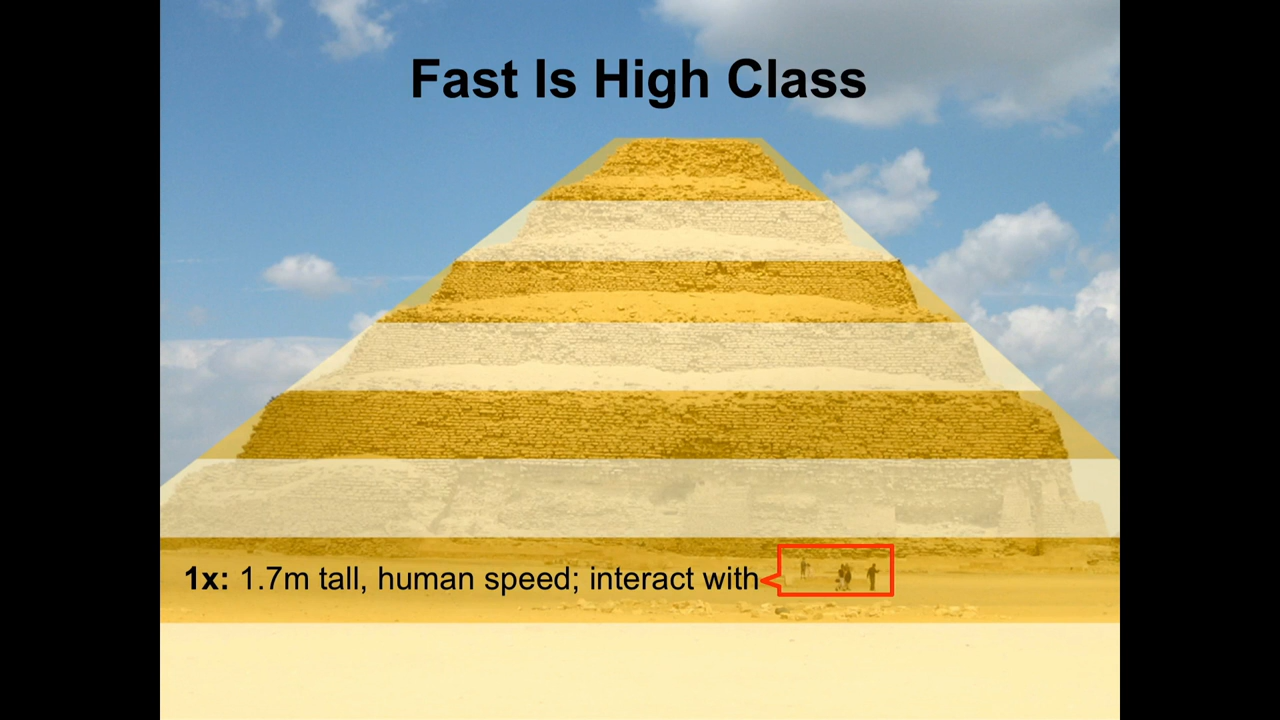 Fast Is High Class
1x: 1.7m tall, human speed; interact with